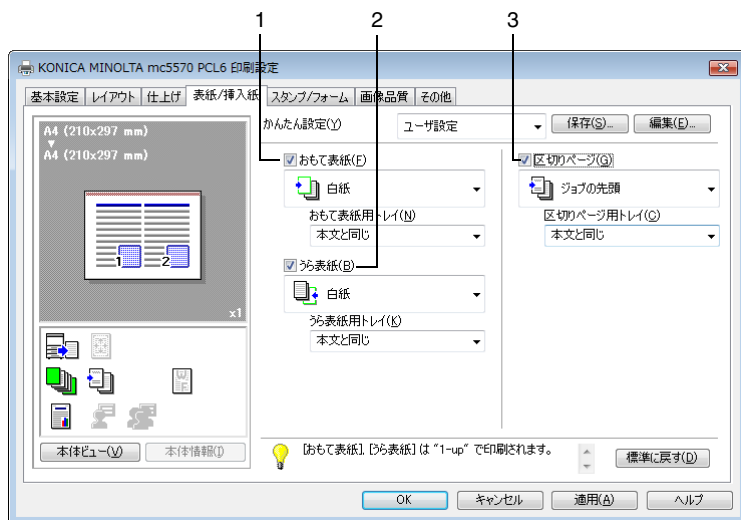 1 2 3
KONICA MINOLTA mc5570 PCL6 印刷設定
基本設定 レイアウト 仕上げ 表紙/挿入紙 スタンプ/フォーム 画像品質 その他
A4 (210x297 mm)
A4 (210x297 mm)
1 2
x1
W
F
本体ビュー(V) 本体情報(I)
かんたん設定(Y) ユーザ設定 保存(S)... 編集(E)...
おもて表紙(F)
白紙
おもて表紙用トレイ(N)
本文と同じ
うら表紙(B)
白紙
うら表紙用トレイ(K)
本文と同じ
区切りページ(G)
ジョブの先頭
区切りページ用トレイ(C)
本文と同じ
[おもて表紙], [うら表紙] は "1-up" で印刷されます。
標準に戻す(D)
OK キャンセル 適用(A) ヘルプ